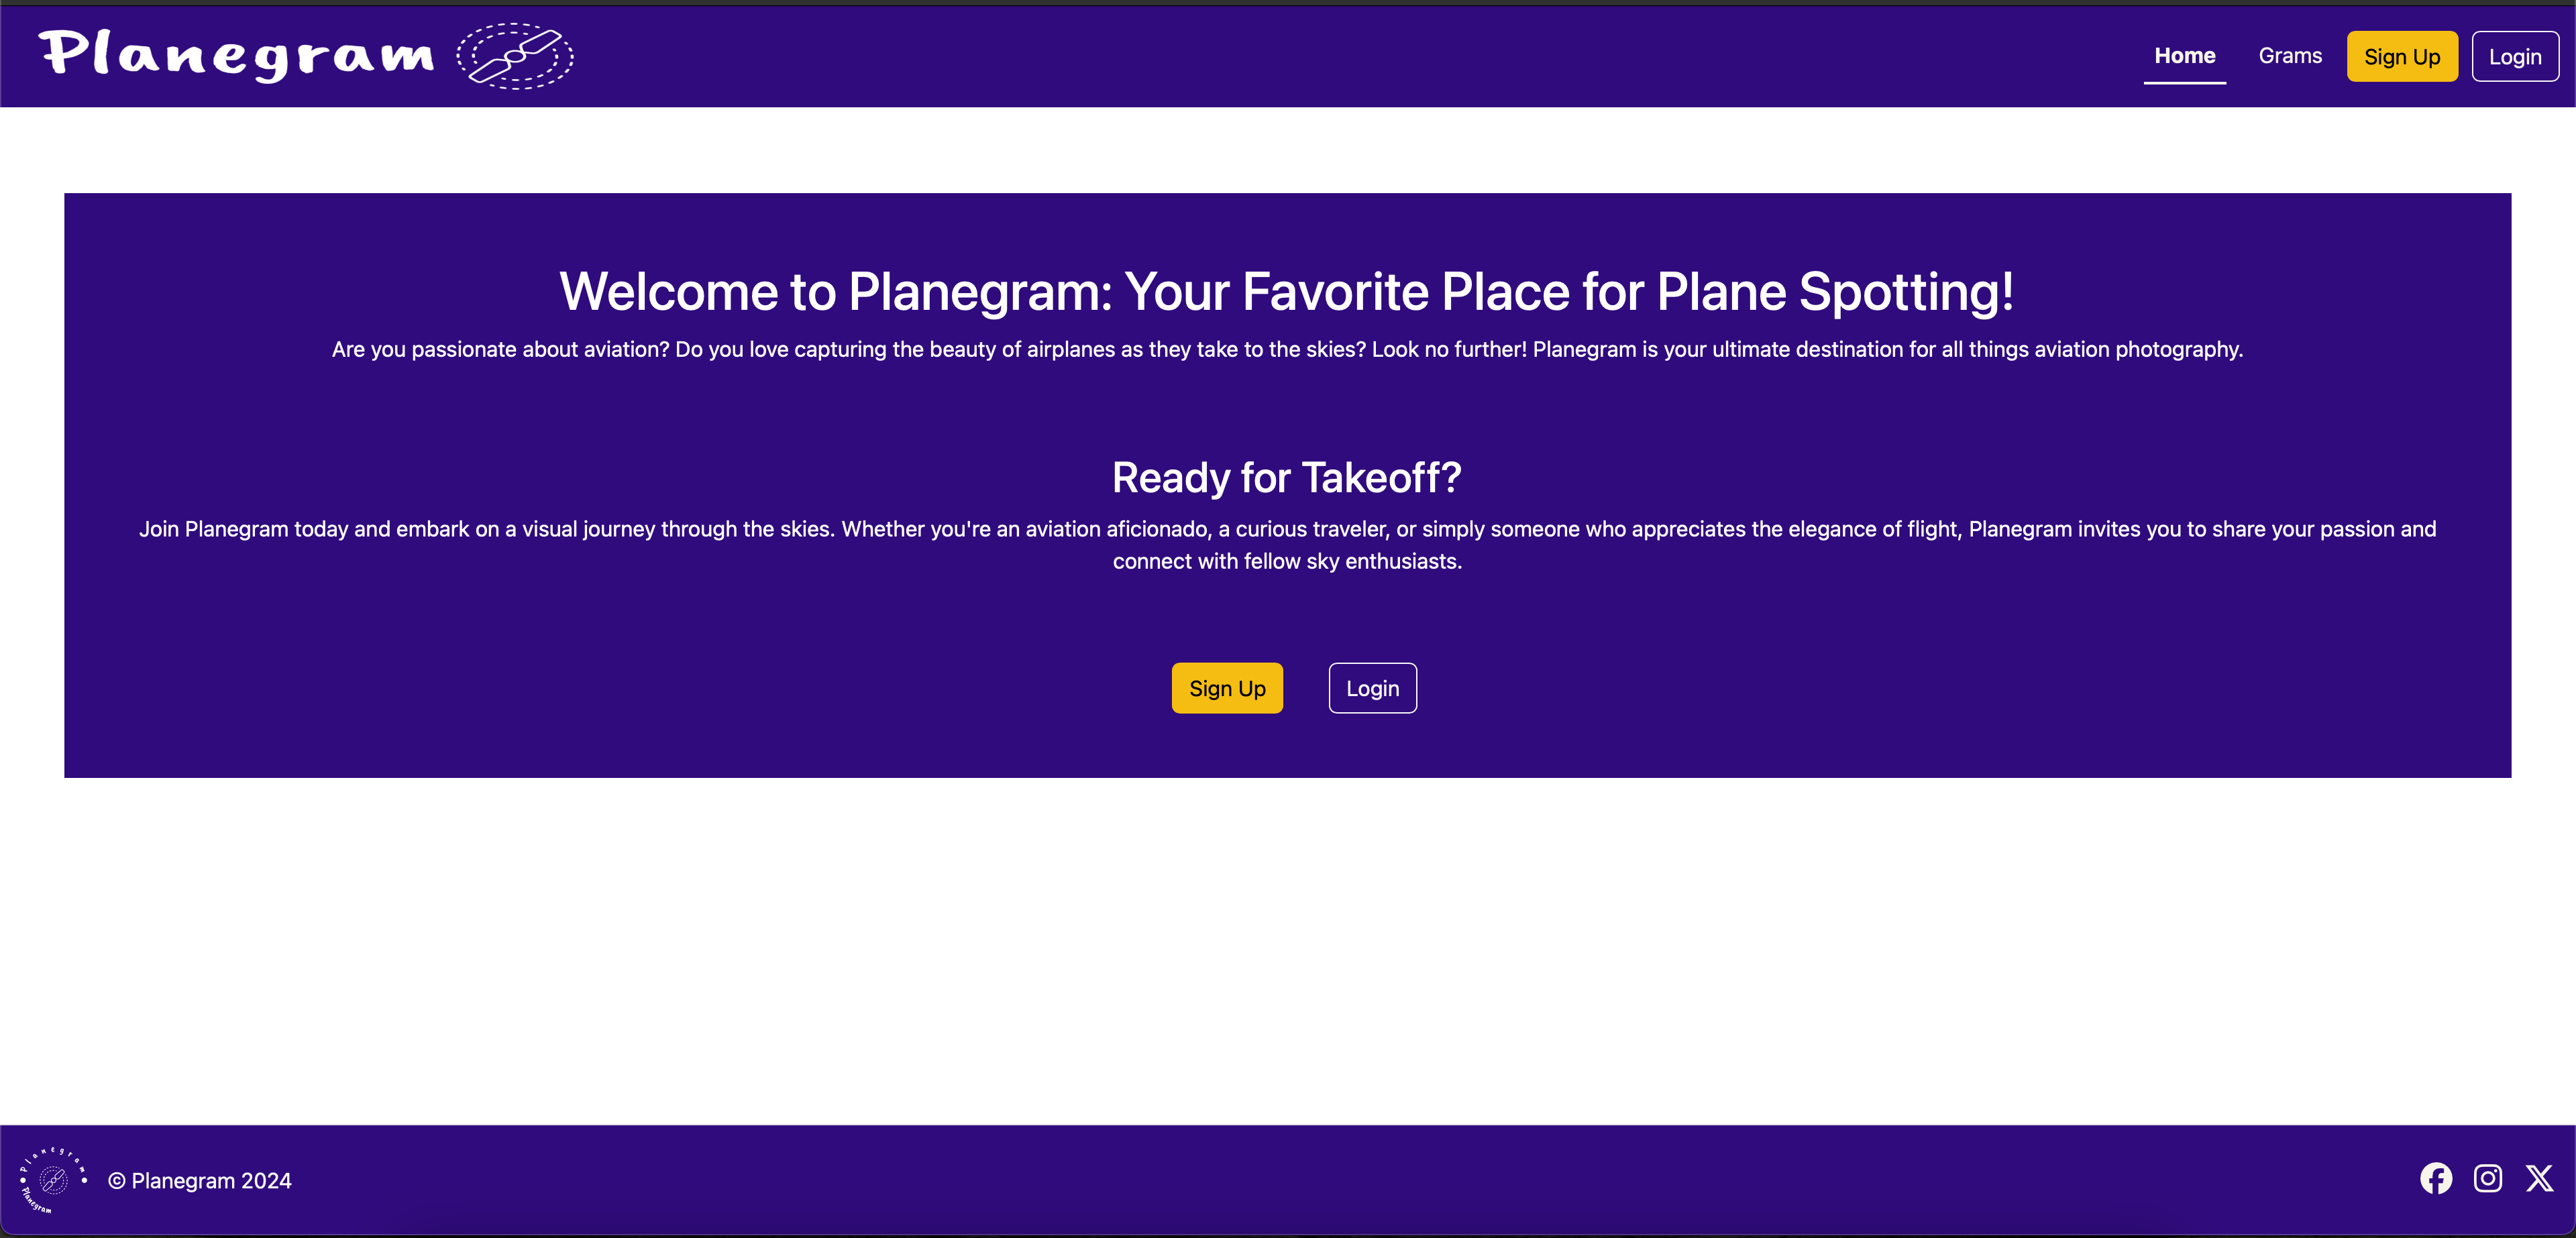 Planegram
Home
Grams
Sign Up
Login
Welcome to Planegram: Your Favorite Place for Plane Spotting!
Are you passionate about aviation? Do you love capturing the beauty of airplanes as they take to the skies? Look no further! Planegram is your ultimate destination for all things aviation photography.
Ready for Takeoff?
Join Planegram today and embark on a visual journey through the skies. Whether you're an aviation aficionado, a curious traveler, or simply someone who appreciates the elegance of flight, Planegram invites you to share your passion and
connect with fellow sky enthusiasts.
Sign Up
Login
Planegram
Planegram
© Planegram 2024